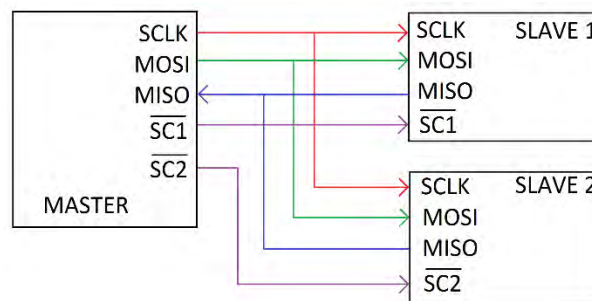 SCLK
MOSI
MISO
SC1
SC2
MASTER
SCLK
SLAVE 1
MOSI
MISO
SC1
SCLK
SLAVE 2
MOSI
MISO
SC2